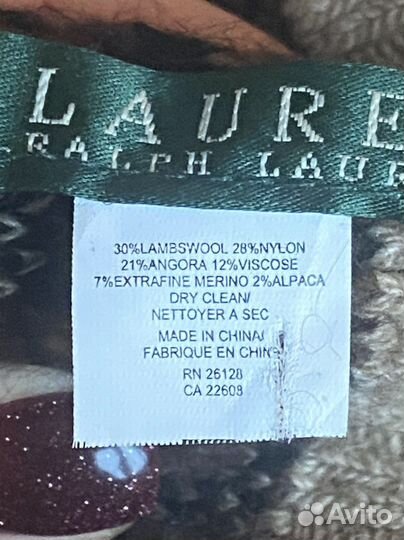 LAURE
RALPH LAUR
30%LAMBSWOOL 28%NYLON
21%ANGORA 12%VISCOSE
7%EXTRAFINE MERINO 2%ALPACA
DRY CLEAN/
NETTOYER A SEC
MADE IN CHINA/
FABRIQUE EN CHINE
RN 26128
CA 22608
Avito